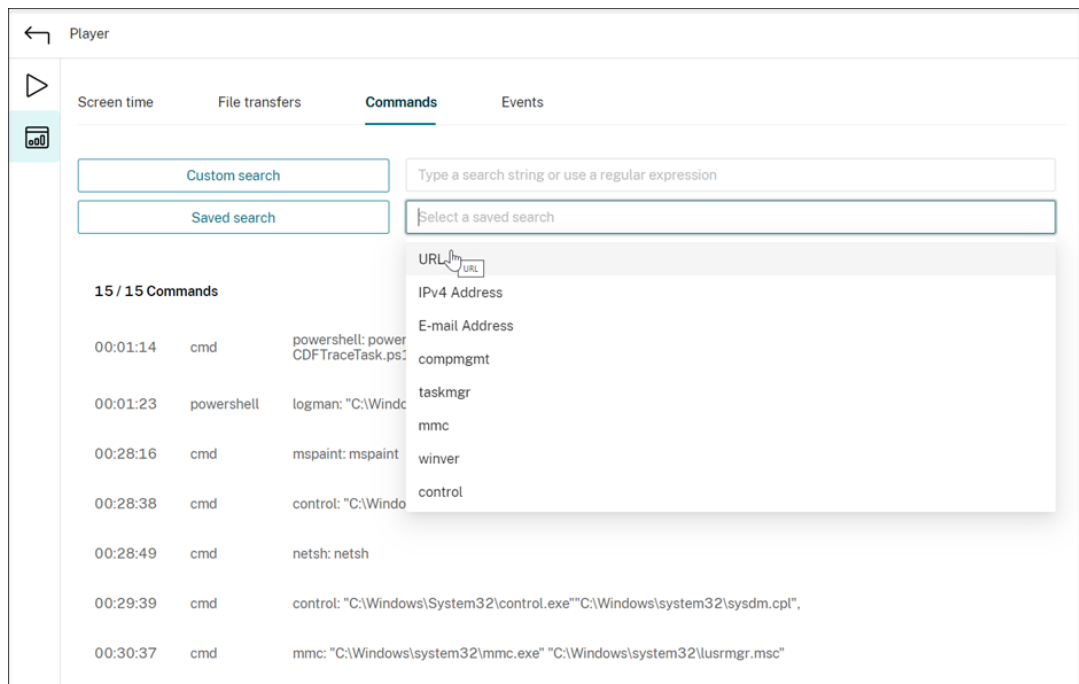 Player
Screen time File transfers Commands Events
Custom search Type a search string or use a regular expression
Saved search Select a saved search
URL URL
IPv4 Address
15 / 15 Commands
E-mail Address
00:01:14 cmd powershell: power
CDFTraceTask.ps1
compmgmt
taskmgr
00:01:23 powershell logman: "C:\Windo
mmc
00:28:16 cmd mspaint: mspaint
winver
control
00:28:38 cmd control: "C:\Windo
00:28:49 cmd netsh: netsh
00:29:39 cmd control: "C:\Windows\System32\control.exe""C:\Windows\system32\sysdm.cpl",
00:30:37 cmd mmc: "C:\Windows\system32\mmc.exe" "C:\Windows\system32\lusrmgr.msc"